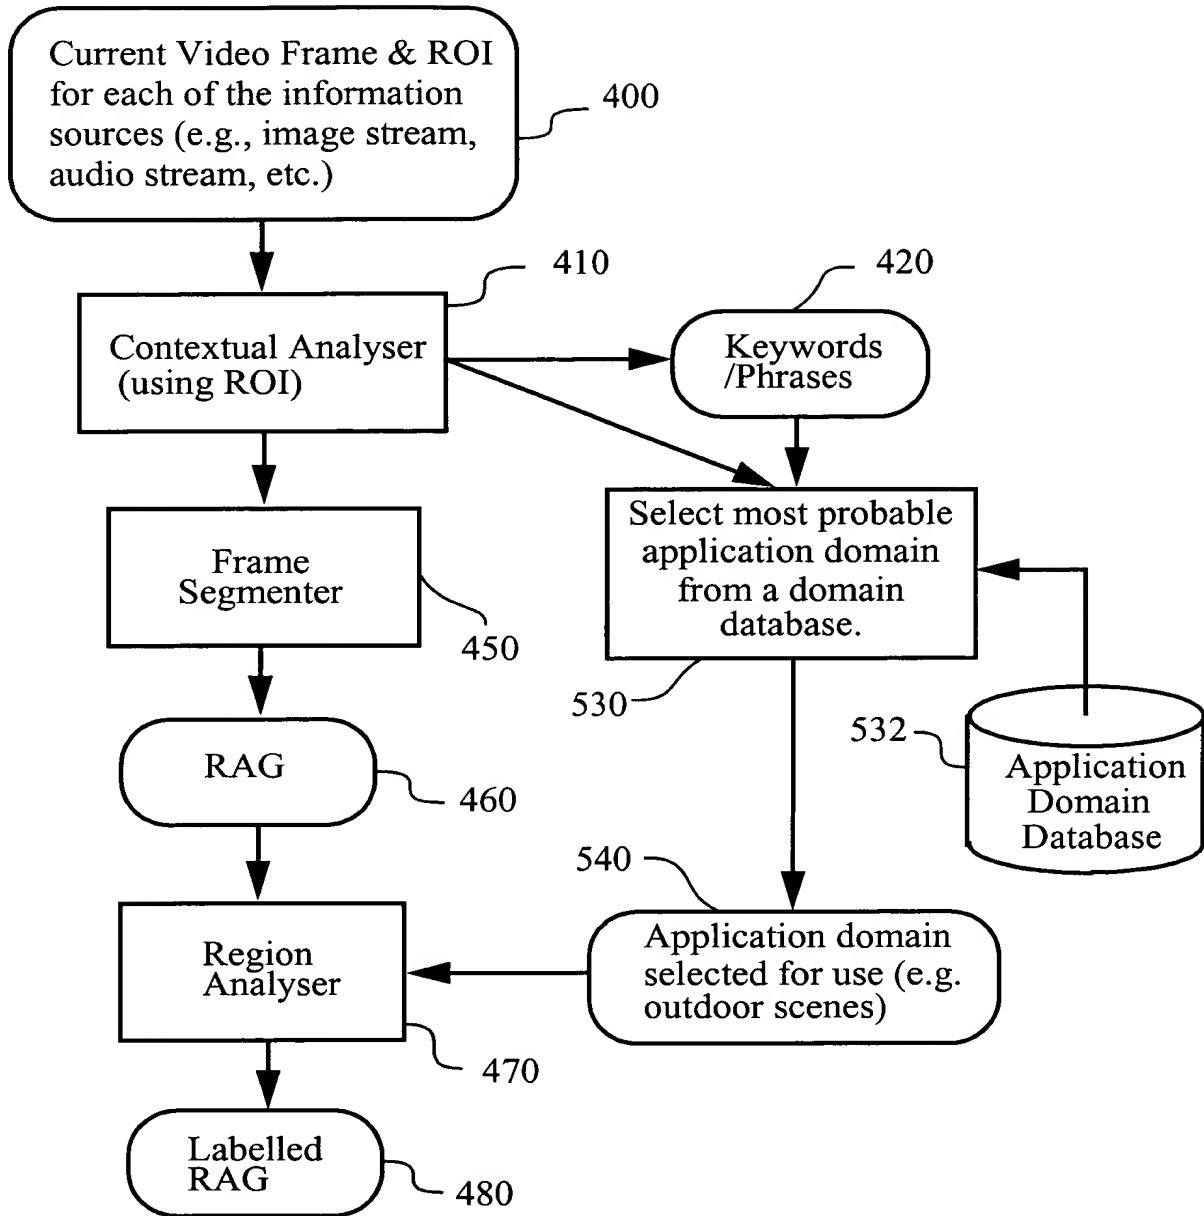 Current Video Frame & ROI
for each of the information
sources (e.g., image stream,
audio stream, etc.)
400
410
Contextual Analyser
(using ROI)
420
Keywords
/Phrases
Frame
Segmenter
450
Select most probable
application domain
from a domain
database.
530
532
Application
Domain
Database
RAG
460
540
Application domain
selected for use (e.g.
outdoor scenes)
Region
Analyser
470
Labelled
RAG
480